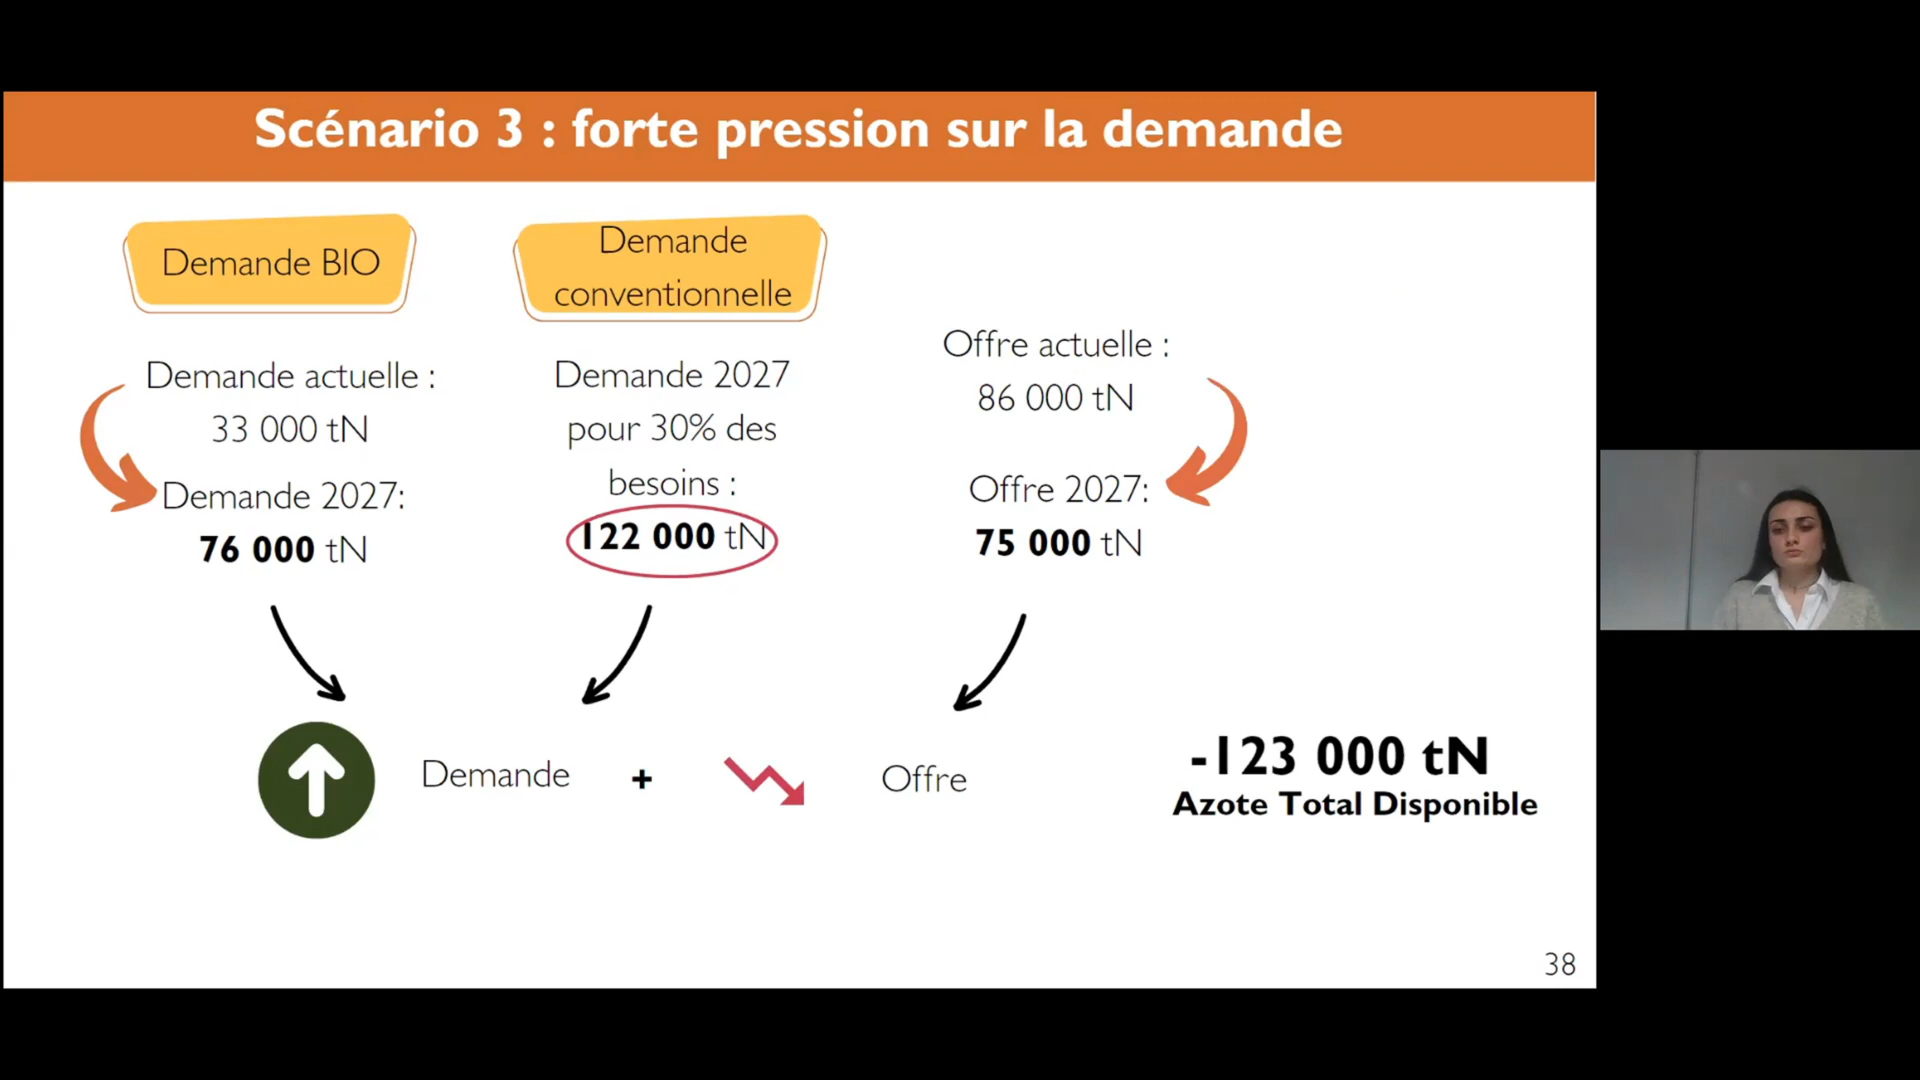 Scénario 3 : forte pression sur la demande
Demande BIO
Demande actuelle :
33 000 tN
Demande 2027:
76 000 tN
Demande
conventionnelle
Demande 2027
pour 30% des
besoins :
122 000 tN
Offre actuelle :
86 000 tN
Offre 2027:
75 000 tN
Demande + Offre
-123 000 tN
Azote Total Disponible
38